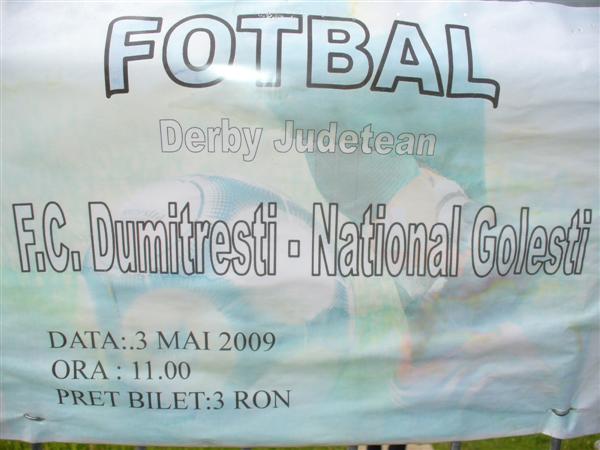 FOTBAL
Derby Judetean
F.C. Dumitresti - National Golesti
DATA:.3 MAI 2009
ORA : 11.00
PRET BILET:3 RON